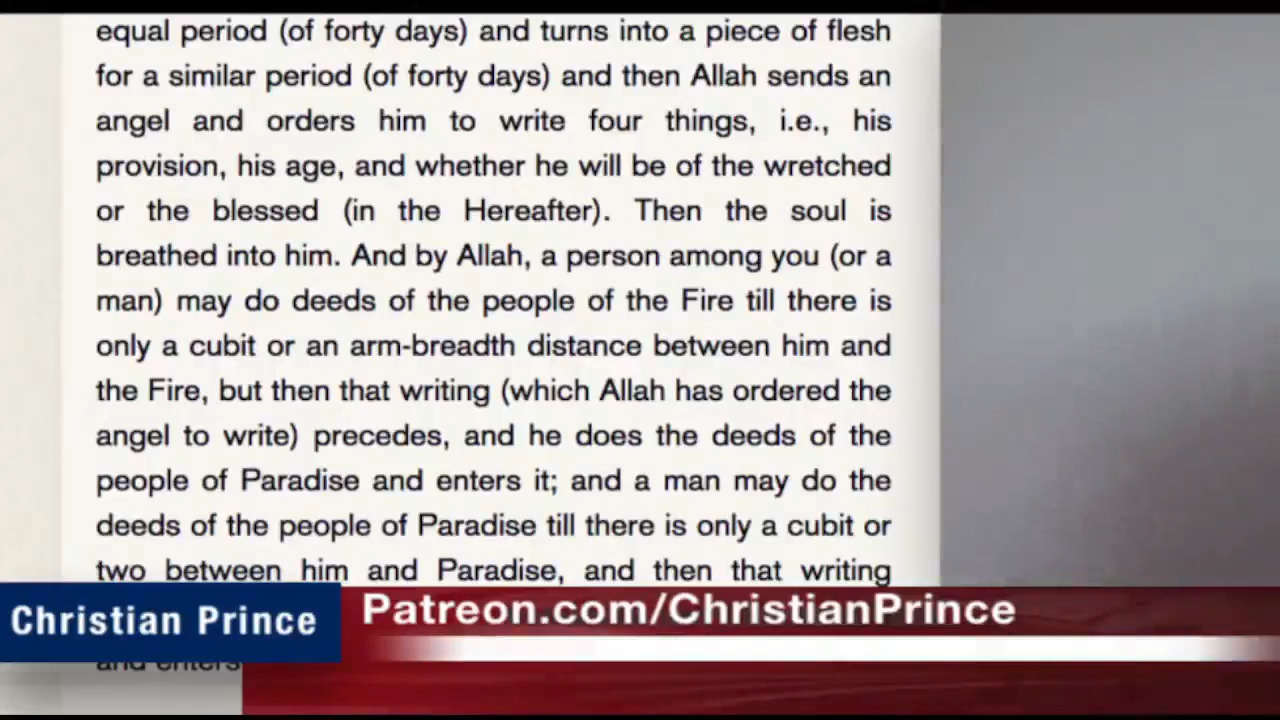 equal period (of forty days) and turns into a piece of flesh
for a similar period (of forty days) and then Allah sends an
angel and orders him to write four things, i.e., his
provision, his age, and whether he will be of the wretched
or the blessed (in the Hereafter). Then the soul is
breathed into him. And by Allah, a person among you (or a
man) may do deeds of the people of the Fire till there is
only a cubit or an arm-breadth distance between him and
the Fire, but then that writing (which Allah has ordered the
angel to write) precedes, and he does the deeds of the
people of Paradise and enters it; and a man may do the
deeds of the people of Paradise till there is only a cubit or
two between him and Paradise, and then that writing
Christian Prince
Patreon.com/ChristianPrince
and enters